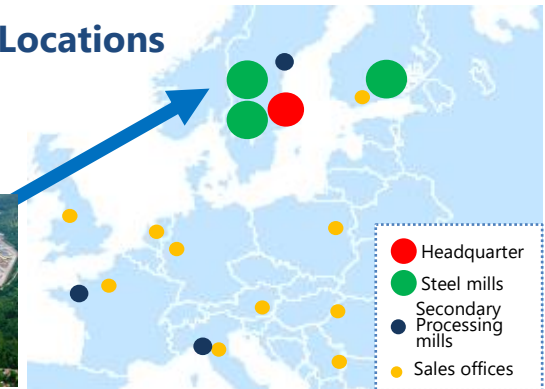 Locations
Headquarter
Steel mills
Secondary
Processing
mills
Sales offices